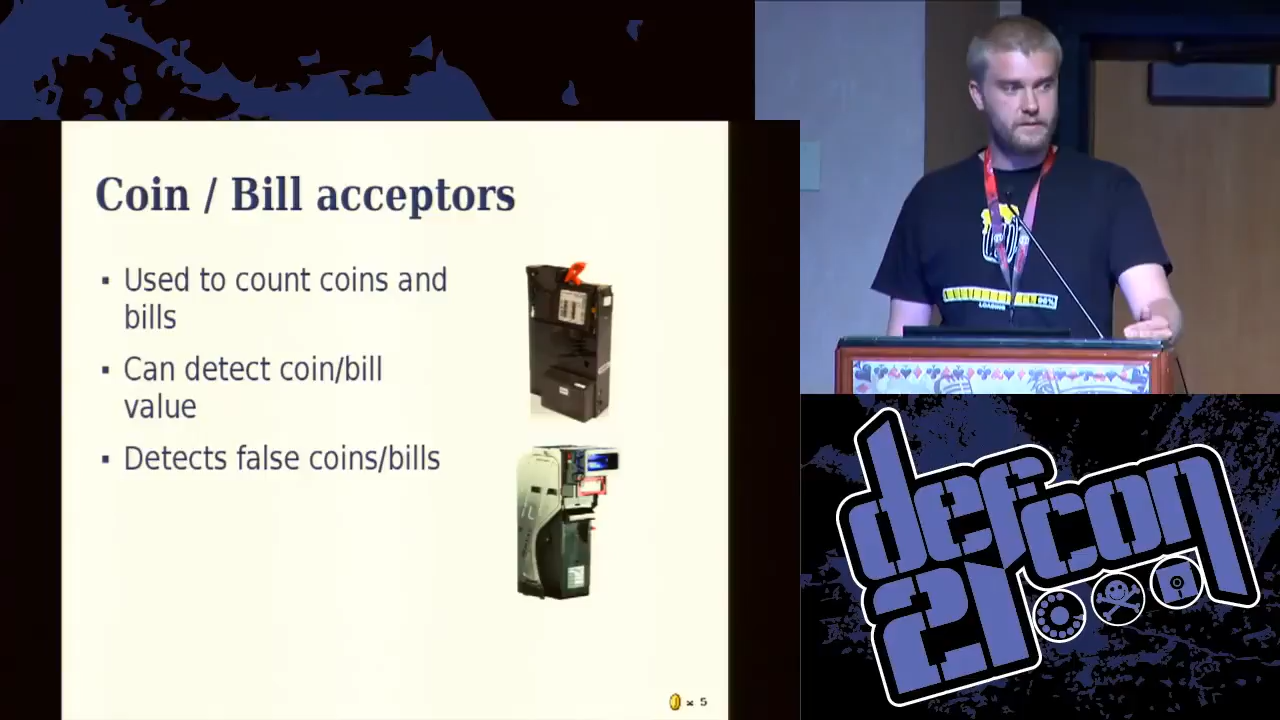 Coin / Bill acceptors
▪ Used to count coins and
bills
▪ Can detect coin/bill
value
▪ Detects false coins/bills
× 5
LOADING
defcon
21